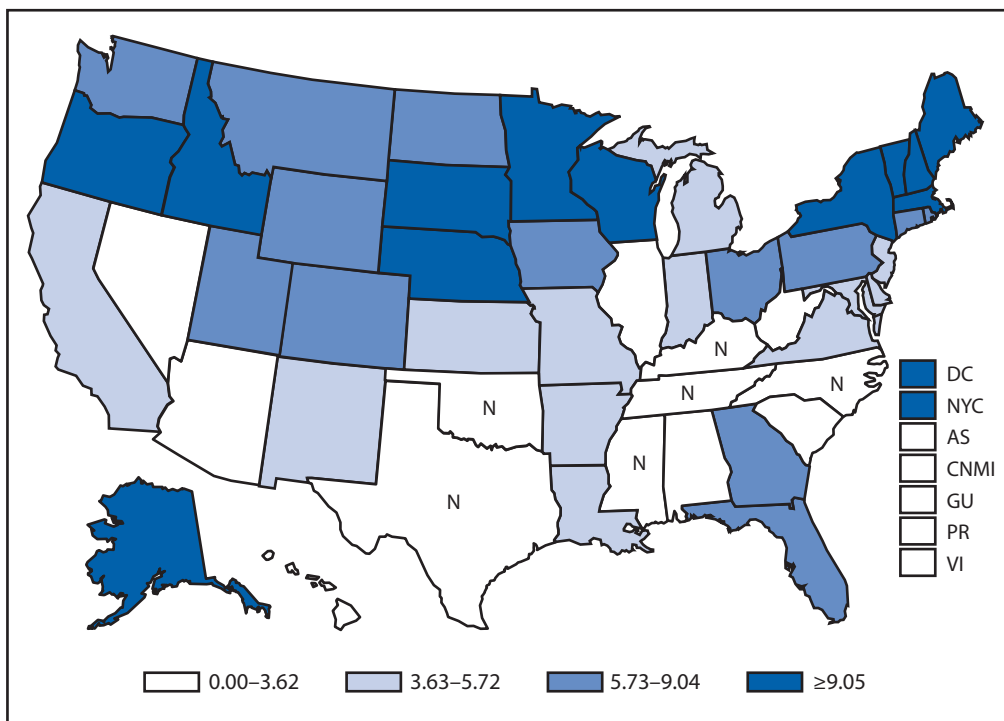 N
N
N
N
N
N
DC
NYC
AS
CNMI
GU
PR
VI
0.00–3.62
3.63–5.72
5.73–9.04
≥9.05